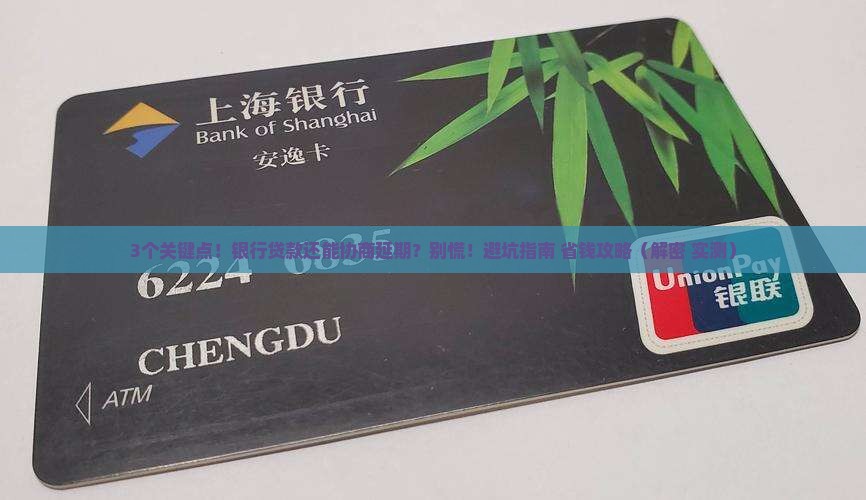 上海银行
Bank of Shanghai
安逸卡
3个关键点！银行贷款还能协商延期？别慌！避坑指南 省钱攻略（解密 实测）
6224 6835
UnionPay
银联
CHENGDU
ATM